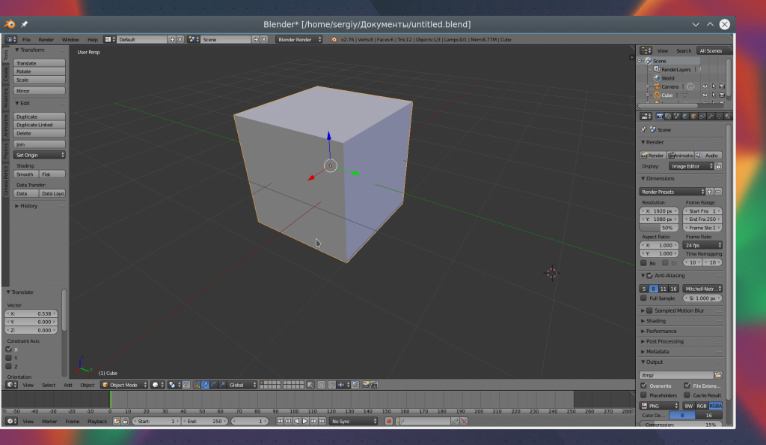 Blender* [/home/sergiy/Документы/untitled.blend]
File Render Window Help Default Scene Blender Render v2.76 | Verts:8 | Faces:6 | Tris:12 | Objects:1/3 | Lamps:0/1 | Mem:8.77M | Cube
Transform
Translate
Rotate
Scale
Mirror
Edit
Duplicate
Duplicate Linked
Delete
Join
Set Origin
Shading:
Smooth Flat
Data Transfer:
Data Data Layo
History
User Persp
(1) Cube
Translate
Vector
X: 0.538
Y: 0.000
Z: 0.000
Constraint Axis
X
Y
Z
Orientation
View Select Add Object Object Mode Global
-50 -40 -30 -20 -10 0 10 20 30 40 50 60 70 80 90 100 110 120 130 140 150 160 170 180 190 200 210 220 230 240 250 260 270 280
View Marker Frame Playback Start: 1 End: 250 1 No Sync
View Search All Scenes
Scene
RenderLayers
World
Camera
Cube
Scene
Render
Render Animatic Audio
Display: Image Editor
Dimensions
Render Presets
Resolution: Frame Range:
X: 1920 px Start Fra: 1
Y: 1080 px End Fra:250
50% Frame Ste:1
Aspect Ratio: Frame Rate:
X: 1.000 24 fps
Y: 1.000 Time Remapping
Bo 10 10
Anti-Aliasing
5 8 11 16 Mitchell-Netr
Full Sample S: 1.000 px
Sampled Motion Blur
Shading
Performance
Post Processing
Metadata
Output
/tmp/
Overwrite File Extens
Placeholders Cache Result
PNG BW RGB RGBA
Color De 8 16
Compression: 15%